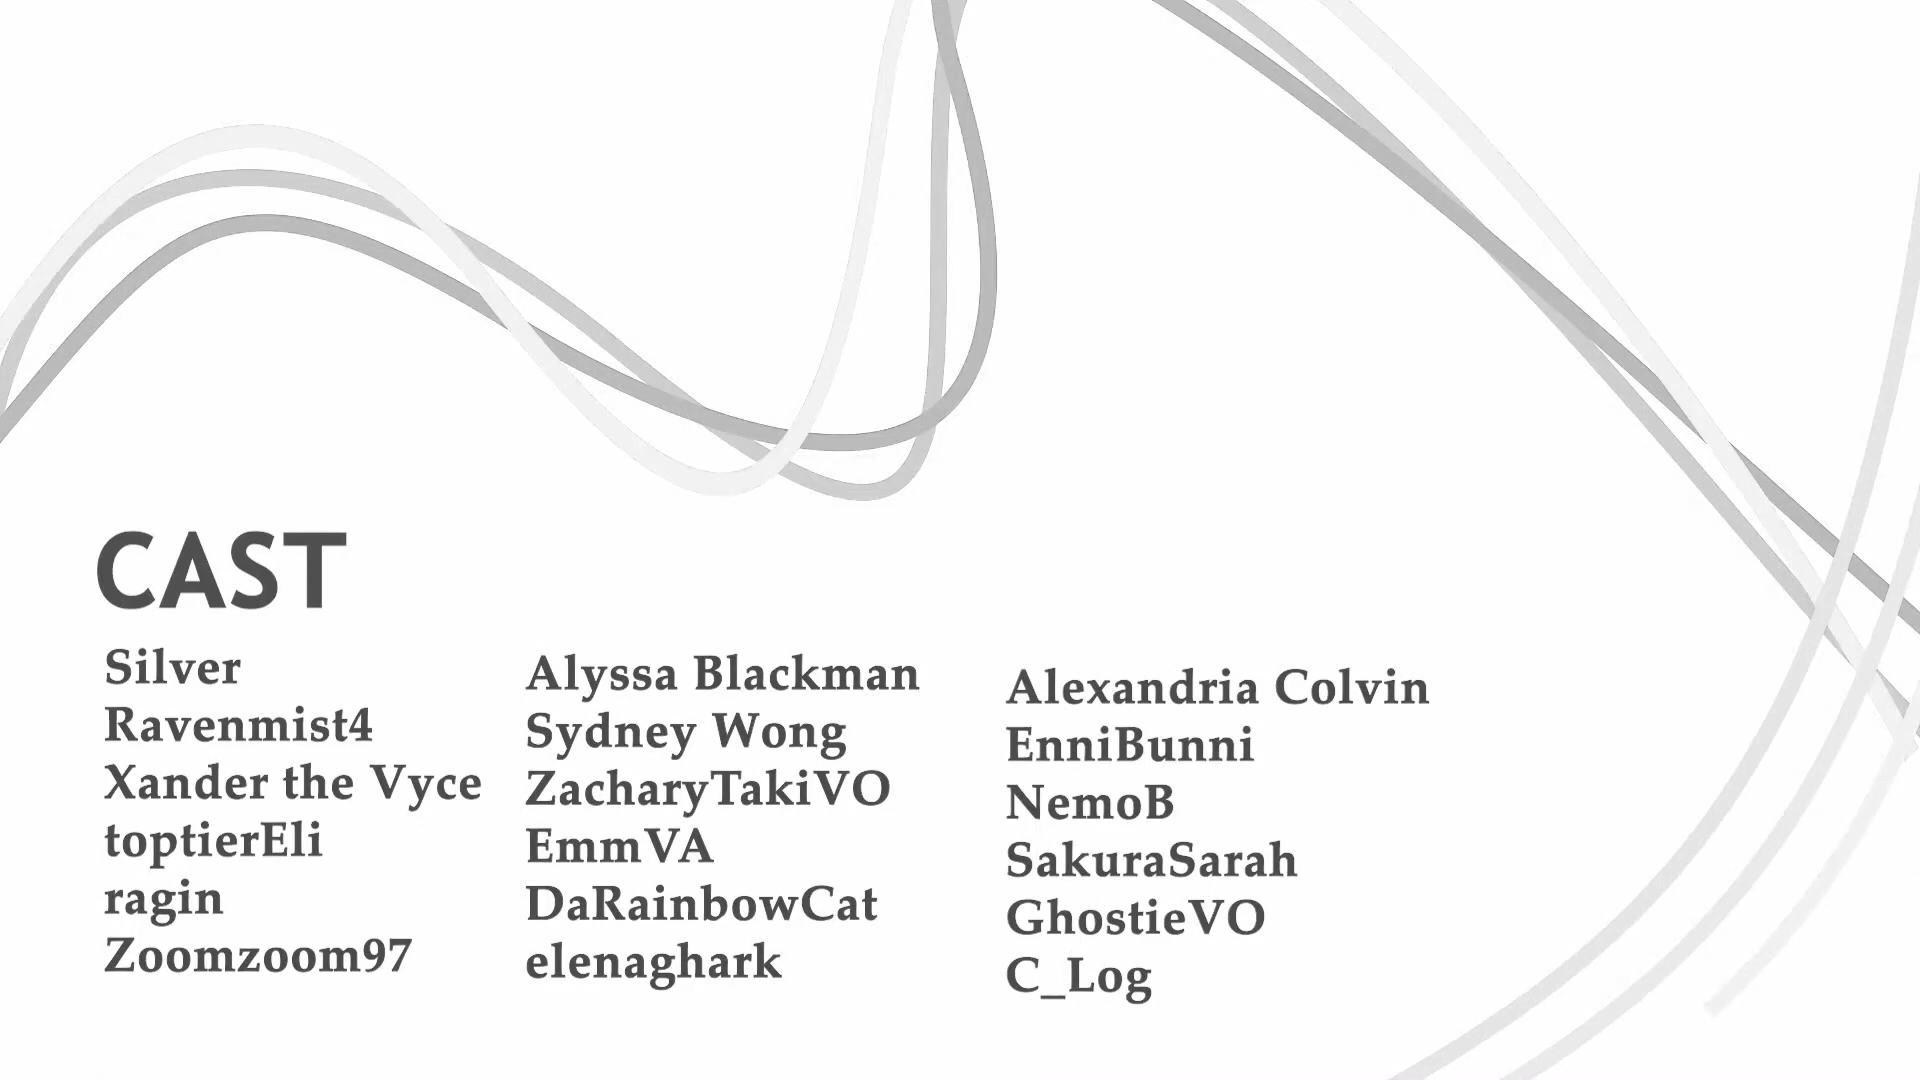 CAST
Silver
Ravenmist4
Xander the Vyce
toptierEli
ragin
Zoomzoom97
Alyssa Blackman
Sydney Wong
ZacharyTakiVO
EmmVA
DaRainbowCat
elenaghark
Alexandria Colvin
EnniBunni
NemoB
SakuraSarah
GhostieVO
C_Log